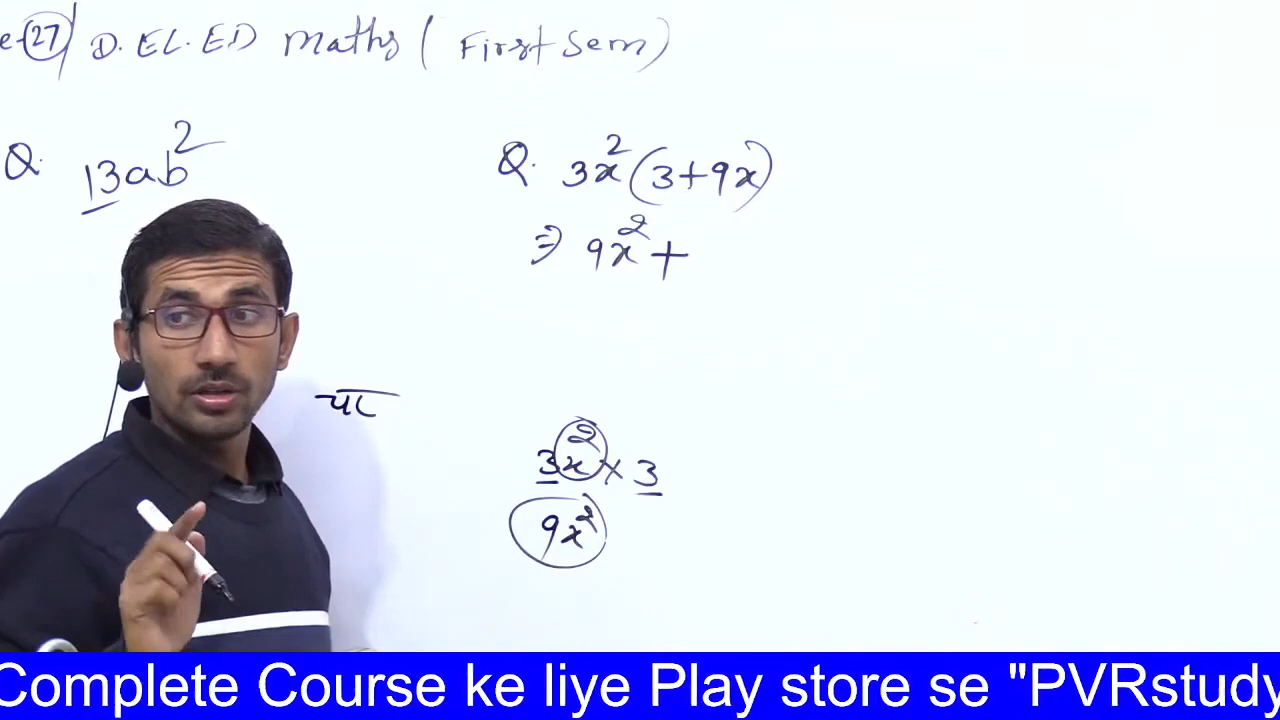 e-27 D.EL.ED Maths ( First Sem )
Q. 13ab²
Q. 3x²(3+9x)
⇒ 9x² +
चर
3x² × 3
9x²
Complete Course ke liye Play store se "PVRstudy